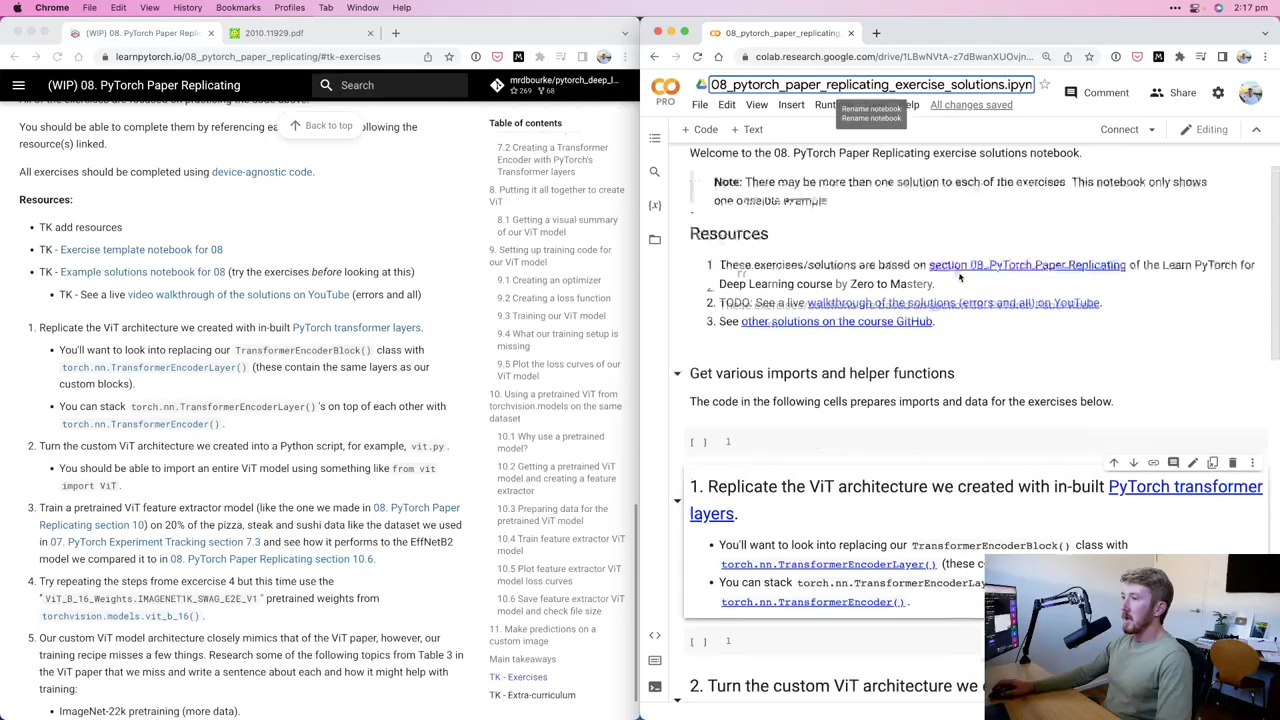 Chrome File Edit View History Bookmarks Profiles Tab Window Help 2:17 pm
(WIP) 08. PyTorch Paper Replicating
2010.11929.pdf
learnpytorch.io/08_pytorch_paper_replicating/#tk-exercises
(WIP) 08. PyTorch Paper Replicating
Search
mrdbourke/pytorch_deep_l...
269 68
Back to top
You should be able to complete them by referencing each following the
resource(s) linked.
All exercises should be completed using device-agnostic code.
Resources:
TK add resources
TK - Exercise template notebook for 08
TK - Example solutions notebook for 08 (try the exercises before looking at this)
TK - See a live video walkthrough of the solutions on YouTube (errors and all)
1. Replicate the ViT architecture we created with in-built PyTorch transformer layers.
You'll want to look into replacing our TransformerEncoderBlock() class with
torch.nn.TransformerEncoderLayer() (these contain the same layers as our
custom blocks).
You can stack torch.nn.TransformerEncoderLayer()'s on top of each other with
torch.nn.TransformerEncoder().
2. Turn the custom ViT architecture we created into a Python script, for example, vit.py.
You should be able to import an entire ViT model using something like from vit
import ViT.
3. Train a pretrained ViT feature extractor model (like the one we made in 08. PyTorch Paper
Replicating section 10) on 20% of the pizza, steak and sushi data like the dataset we used
in 07. PyTorch Experiment Tracking section 7.3 and see how it performs to the EffNetB2
model we compared it to in 08. PyTorch Paper Replicating section 10.6.
4. Try repeating the steps frome excercise 4 but this time use the
"ViT_B_16_Weights.IMAGENET1K_SWAG_E2E_V1" pretrained weights from
torchvision.models.vit_b_16().
5. Our custom ViT model architecture closely mimics that of the ViT paper, however, our
training recipe misses a few things. Research some of the following topics from Table 3 in
the ViT paper that we miss and write a sentence about each and how it might help with
training:
ImageNet-22k pretraining (more data).
Table of contents
7.2 Creating a Transformer
Encoder with PyTorch's
Transformer layers
8. Putting it all together to create
ViT
8.1 Getting a visual summary
of our ViT model
9. Setting up training code for
our ViT model
9.1 Creating an optimizer
9.2 Creating a loss function
9.3 Training our ViT model
9.4 What our training setup is
missing
9.5 Plot the loss curves of our
ViT model
10. Using a pretrained ViT from
torchvision.models on the same
dataset
10.1 Why use a pretrained
model?
10.2 Getting a pretrained ViT
model and creating a feature
extractor
10.3 Preparing data for the
pretrained ViT model
10.4 Train feature extractor ViT
model
10.5 Plot feature extractor ViT
model loss curves
10.6 Save feature extractor ViT
model and check file size
11. Make predictions on a
custom image
Main takeaways
TK - Exercises
TK - Extra-curriculum
08_pytorch_paper_replicating_
colab.research.google.com/drive/1LBwNVtA-z7dBwanXUOvjn...
PRO
08_pytorch_paper_replicating_exercise_solutions.ipyn
Comment Share
File Edit View Insert Help All changes saved
Rename notebook
Rename notebook
+ Code + Text
Connect Editing
Welcome to the 08. PyTorch Paper Replicating exercise solutions notebook.
Note: There may be more than one solution to each of the exercises. This notebook only shows
Resources
1 These exercises/solutions are based on section 08. PyTorch Paper Replicating of the Learn PyTorch for
Deep Learning course by Zero to Mastery.
2. TODO: See a live walkthrough of the solutions (errors and all) on YouTube.
3. See other solutions on the course GitHub.
Get various imports and helper functions
The code in the following cells prepares imports and data for the exercises below.
[ ] 1
1. Replicate the ViT architecture we created with in-built PyTorch transformer
layers.
You'll want to look into replacing our TransformerEncoderBlock() class with
torch.nn.TransformerEncoderLayer() (these
You can stack torch.nn.TransformerEncoderLay
torch.nn.TransformerEncoder().
[ ] 1
2. Turn the custom ViT architecture we